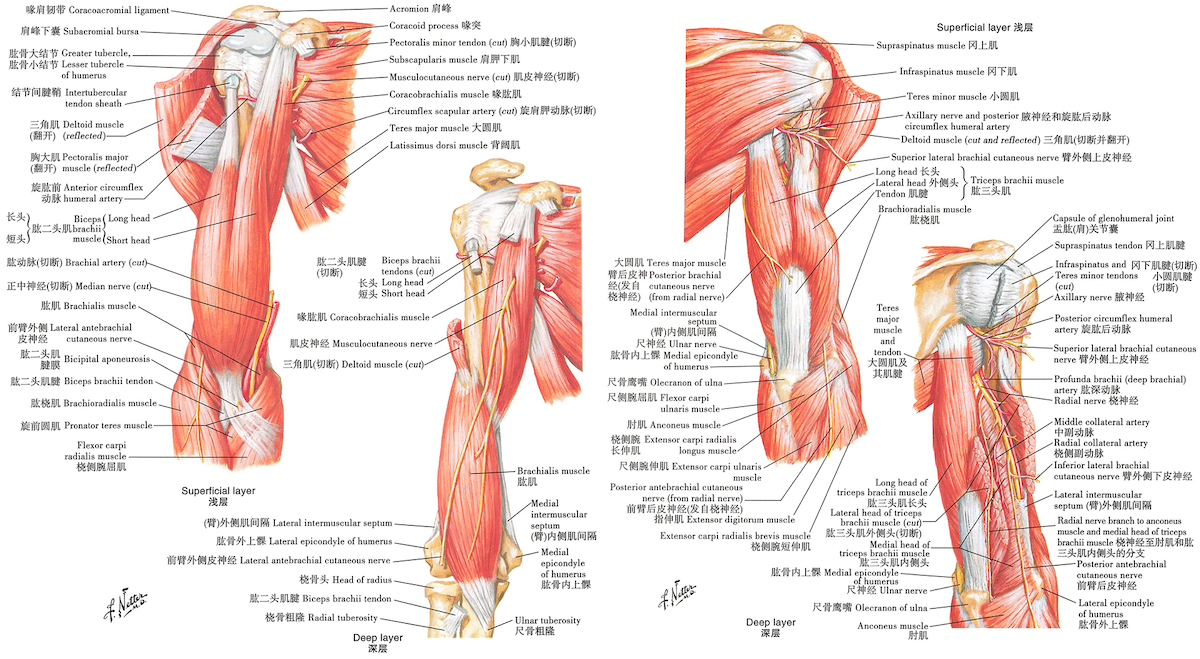 喙肩韧带 Coracoacromial ligament
肩峰下囊 Subacromial bursa
肱骨大结节 Greater tubercle,
肱骨小结节 Lesser tubercle
of humerus
结节间腱鞘 Intertubercular
tendon sheath
三角肌 Deltoid muscle
(翻开) (reflected)
胸大肌 Pectoralis major
(翻开) muscle (reflected)
旋肱前 Anterior circumflex
动脉 humeral artery
长头
短头
肱二头肌
Biceps
brachii
muscle
Long head
Short head
肱动脉(切断) Brachial artery (cut)
正中神经(切断) Median nerve (cut)
肱肌 Brachialis muscle
前臂外侧 Lateral antebrachial
皮神经 cutaneous nerve
肱二头肌 Bicipital aponeurosis
腱膜
肱二头肌腱 Biceps brachii tendon
肱桡肌 Brachioradialis muscle
旋前圆肌 Pronator teres muscle
Flexor carpi
radialis muscle
桡侧腕屈肌
Superficial layer
浅层
Acromion 肩峰
Coracoid process 喙突
Pectoralis minor tendon (cut) 胸小肌腱(切断)
Subscapularis muscle 肩胛下肌
Musculocutaneous nerve (cut) 肌皮神经(切断)
Coracobrachialis muscle 喙肱肌
Circumflex scapular artery (cut) 旋肩胛动脉(切断)
Teres major muscle 大圆肌
Latissimus dorsi muscle 背阔肌
肱二头肌腱 Biceps brachii
(切断) tendons (cut)
长头 Long head
短头 Short head
喙肱肌 Coracobrachialis muscle
肌皮神经 Musculocutaneous nerve
三角肌(切断) Deltoid muscle (cut)
Brachialis muscle
肱肌
Medial
intermuscular
septum
(臂)内侧肌间隔
Medial
epicondyle
of humerus
肱骨内上髁
(臂)外侧肌间隔 Lateral intermuscular septum
肱骨外上髁 Lateral epicondyle of humerus
前臂外侧皮神经 Lateral antebrachial cutaneous nerve
桡骨头 Head of radius
肱二头肌腱 Biceps brachii tendon
桡骨粗隆 Radial tuberosity
Ulnar tuberosity
尺骨粗隆
Deep layer
深层
F. Netter
M.D.
Superficial layer 浅层
Supraspinatus muscle 冈上肌
Infraspinatus muscle 冈下肌
Teres minor muscle 小圆肌
Axillary nerve and posterior 腋神经和旋肱后动脉
circumflex humeral artery
Deltoid muscle (cut and reflected) 三角肌(切断并翻开)
Superior lateral brachial cutaneous nerve 臂外侧上皮神经
Long head 长头
Lateral head 外侧头
Tendon 肌腱
Triceps brachii muscle
肱三头肌
Brachioradialis muscle
肱桡肌
大圆肌 Teres major muscle
臂后皮神 Posterior brachial
经(发自 cutaneous nerve
桡神经) (from radial nerve)
Medial intermuscular
septum
(臂)内侧肌间隔
尺神经 Ulnar nerve
肱骨内上髁 Medial epicondyle
of humerus
尺骨鹰嘴 Olecranon of ulna
尺侧腕屈肌 Flexor carpi
ulnaris muscle
肘肌 Anconeus muscle
桡侧腕 Extensor carpi radialis
长伸肌 longus muscle
尺侧腕伸肌 Extensor carpi ulnaris
muscle
Posterior antebrachial cutaneous
nerve (from radial nerve)
前臂后皮神经(发自桡神经)
指伸肌 Extensor digitorum muscle
Extensor carpi radialis brevis muscle
桡侧腕短伸肌
Teres
major
muscle
and
tendon
大圆肌及
其肌腱
Capsule of glenohumeral joint
盂肱(肩)关节囊
Supraspinatus tendon 冈上肌腱
Infraspinatus and 冈下肌腱(切断)
Teres minor tendons 小圆肌腱
(cut) (切断)
Axillary nerve 腋神经
Posterior circumflex humeral
artery 旋肱后动脉
Superior lateral brachial cutaneous
nerve 臂外侧上皮神经
Profunda brachii (deep brachial)
artery 肱深动脉
Radial nerve 桡神经
Middle collateral artery
中副动脉
Radial collateral artery
桡侧副动脉
Inferior lateral brachial
cutaneous nerve 臂外侧下皮神经
Lateral intermuscular
septum (臂)外侧肌间隔
Radial nerve branch to anconeus
muscle and medial head of triceps
brachii muscle 桡神经至肘肌和肱
三头肌内侧头的分支
Posterior antebrachial
cutaneous nerve
前臂后皮神经
Lateral epicondyle
of humerus
肱骨外上髁
Long head of
triceps brachii muscle
肱三头肌长头
Lateral head of triceps
brachii muscle (cut)
肱三头肌外侧头(切断)
Medial head of
triceps brachii muscle
肱三头肌内侧头
肱骨内上髁 Medial epicondyle
of humerus
尺神经 Ulnar nerve
尺骨鹰嘴 Olecranon of ulna
Anconeus muscle
肘肌
Deep layer
深层
F. Netter
M.D.